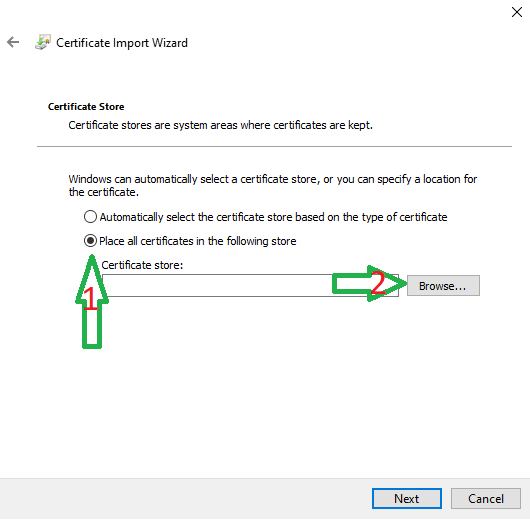 Certificate Import Wizard
Certificate Store
Certificate stores are system areas where certificates are kept.
Windows can automatically select a certificate store, or you can specify a location for
the certificate.
Automatically select the certificate store based on the type of certificate
Place all certificates in the following store
Certificate store:
1
2
Browse...
Next
Cancel